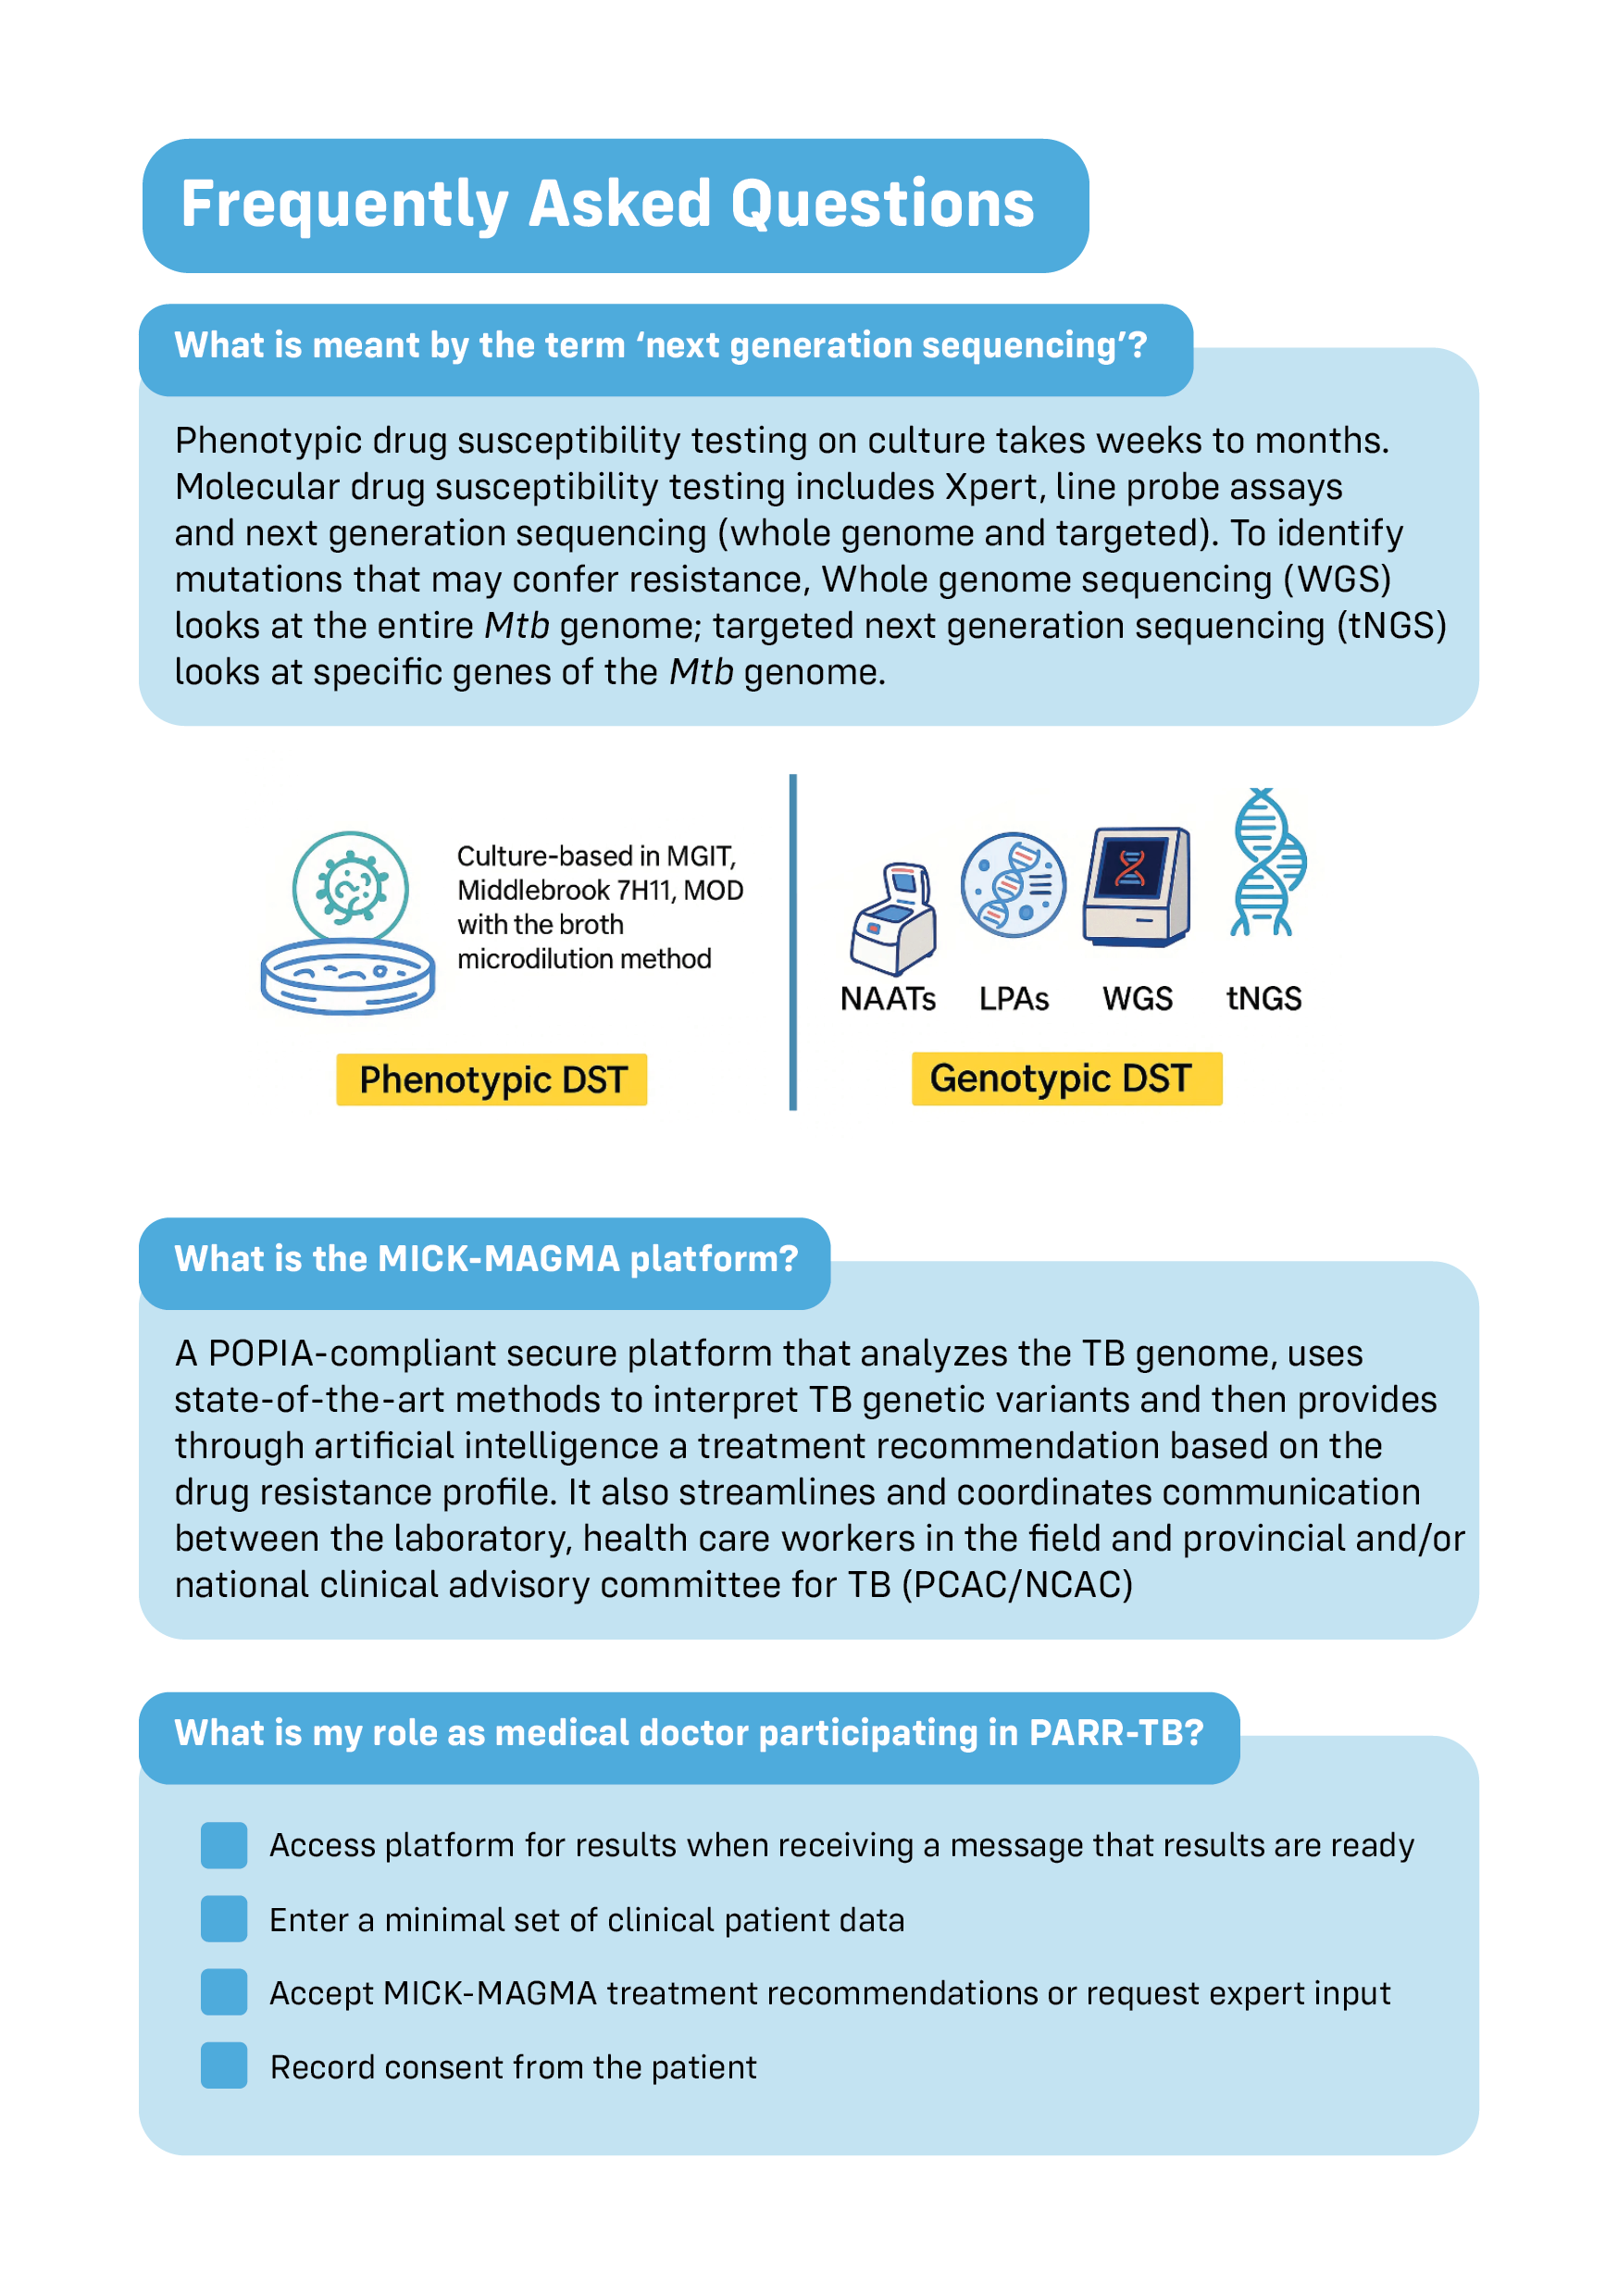 Frequently Asked Questions
What is meant by the term ‘next generation sequencing’?
Phenotypic drug susceptibility testing on culture takes weeks to months.
Molecular drug susceptibility testing includes Xpert, line probe assays
and next generation sequencing (whole genome and targeted). To identify
mutations that may confer resistance, Whole genome sequencing (WGS)
looks at the entire Mtb genome; targeted next generation sequencing (tNGS)
looks at specific genes of the Mtb genome.
Culture-based in MGIT,
Middlebrook 7H11, MOD
with the broth
microdilution method
Phenotypic DST
NAATs LPAs WGS tNGS
Genotypic DST
What is the MICK-MAGMA platform?
A POPIA-compliant secure platform that analyzes the TB genome, uses
state-of-the-art methods to interpret TB genetic variants and then provides
through artificial intelligence a treatment recommendation based on the
drug resistance profile. It also streamlines and coordinates communication
between the laboratory, health care workers in the field and provincial and/or
national clinical advisory committee for TB (PCAC/NCAC)
What is my role as medical doctor participating in PARR-TB?
Access platform for results when receiving a message that results are ready
Enter a minimal set of clinical patient data
Accept MICK-MAGMA treatment recommendations or request expert input
Record consent from the patient